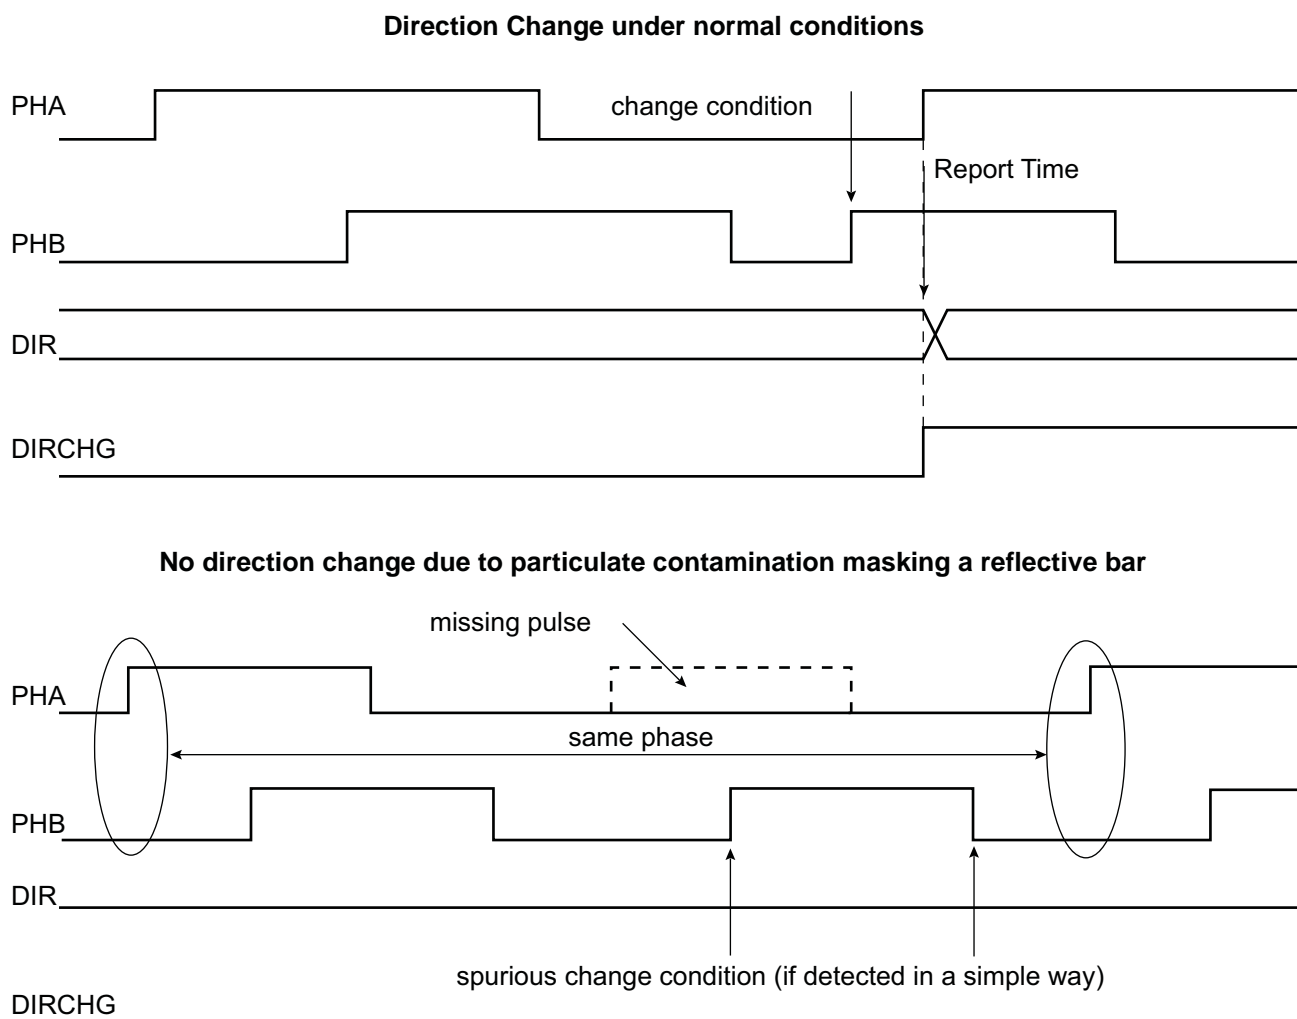 Direction Change under normal conditions
PHA
change condition
Report Time
PHB
DIR
DIRCHG
No direction change due to particulate contamination masking a reflective bar
missing pulse
PHA
same phase
PHB
DIR
spurious change condition (if detected in a simple way)
DIRCHG